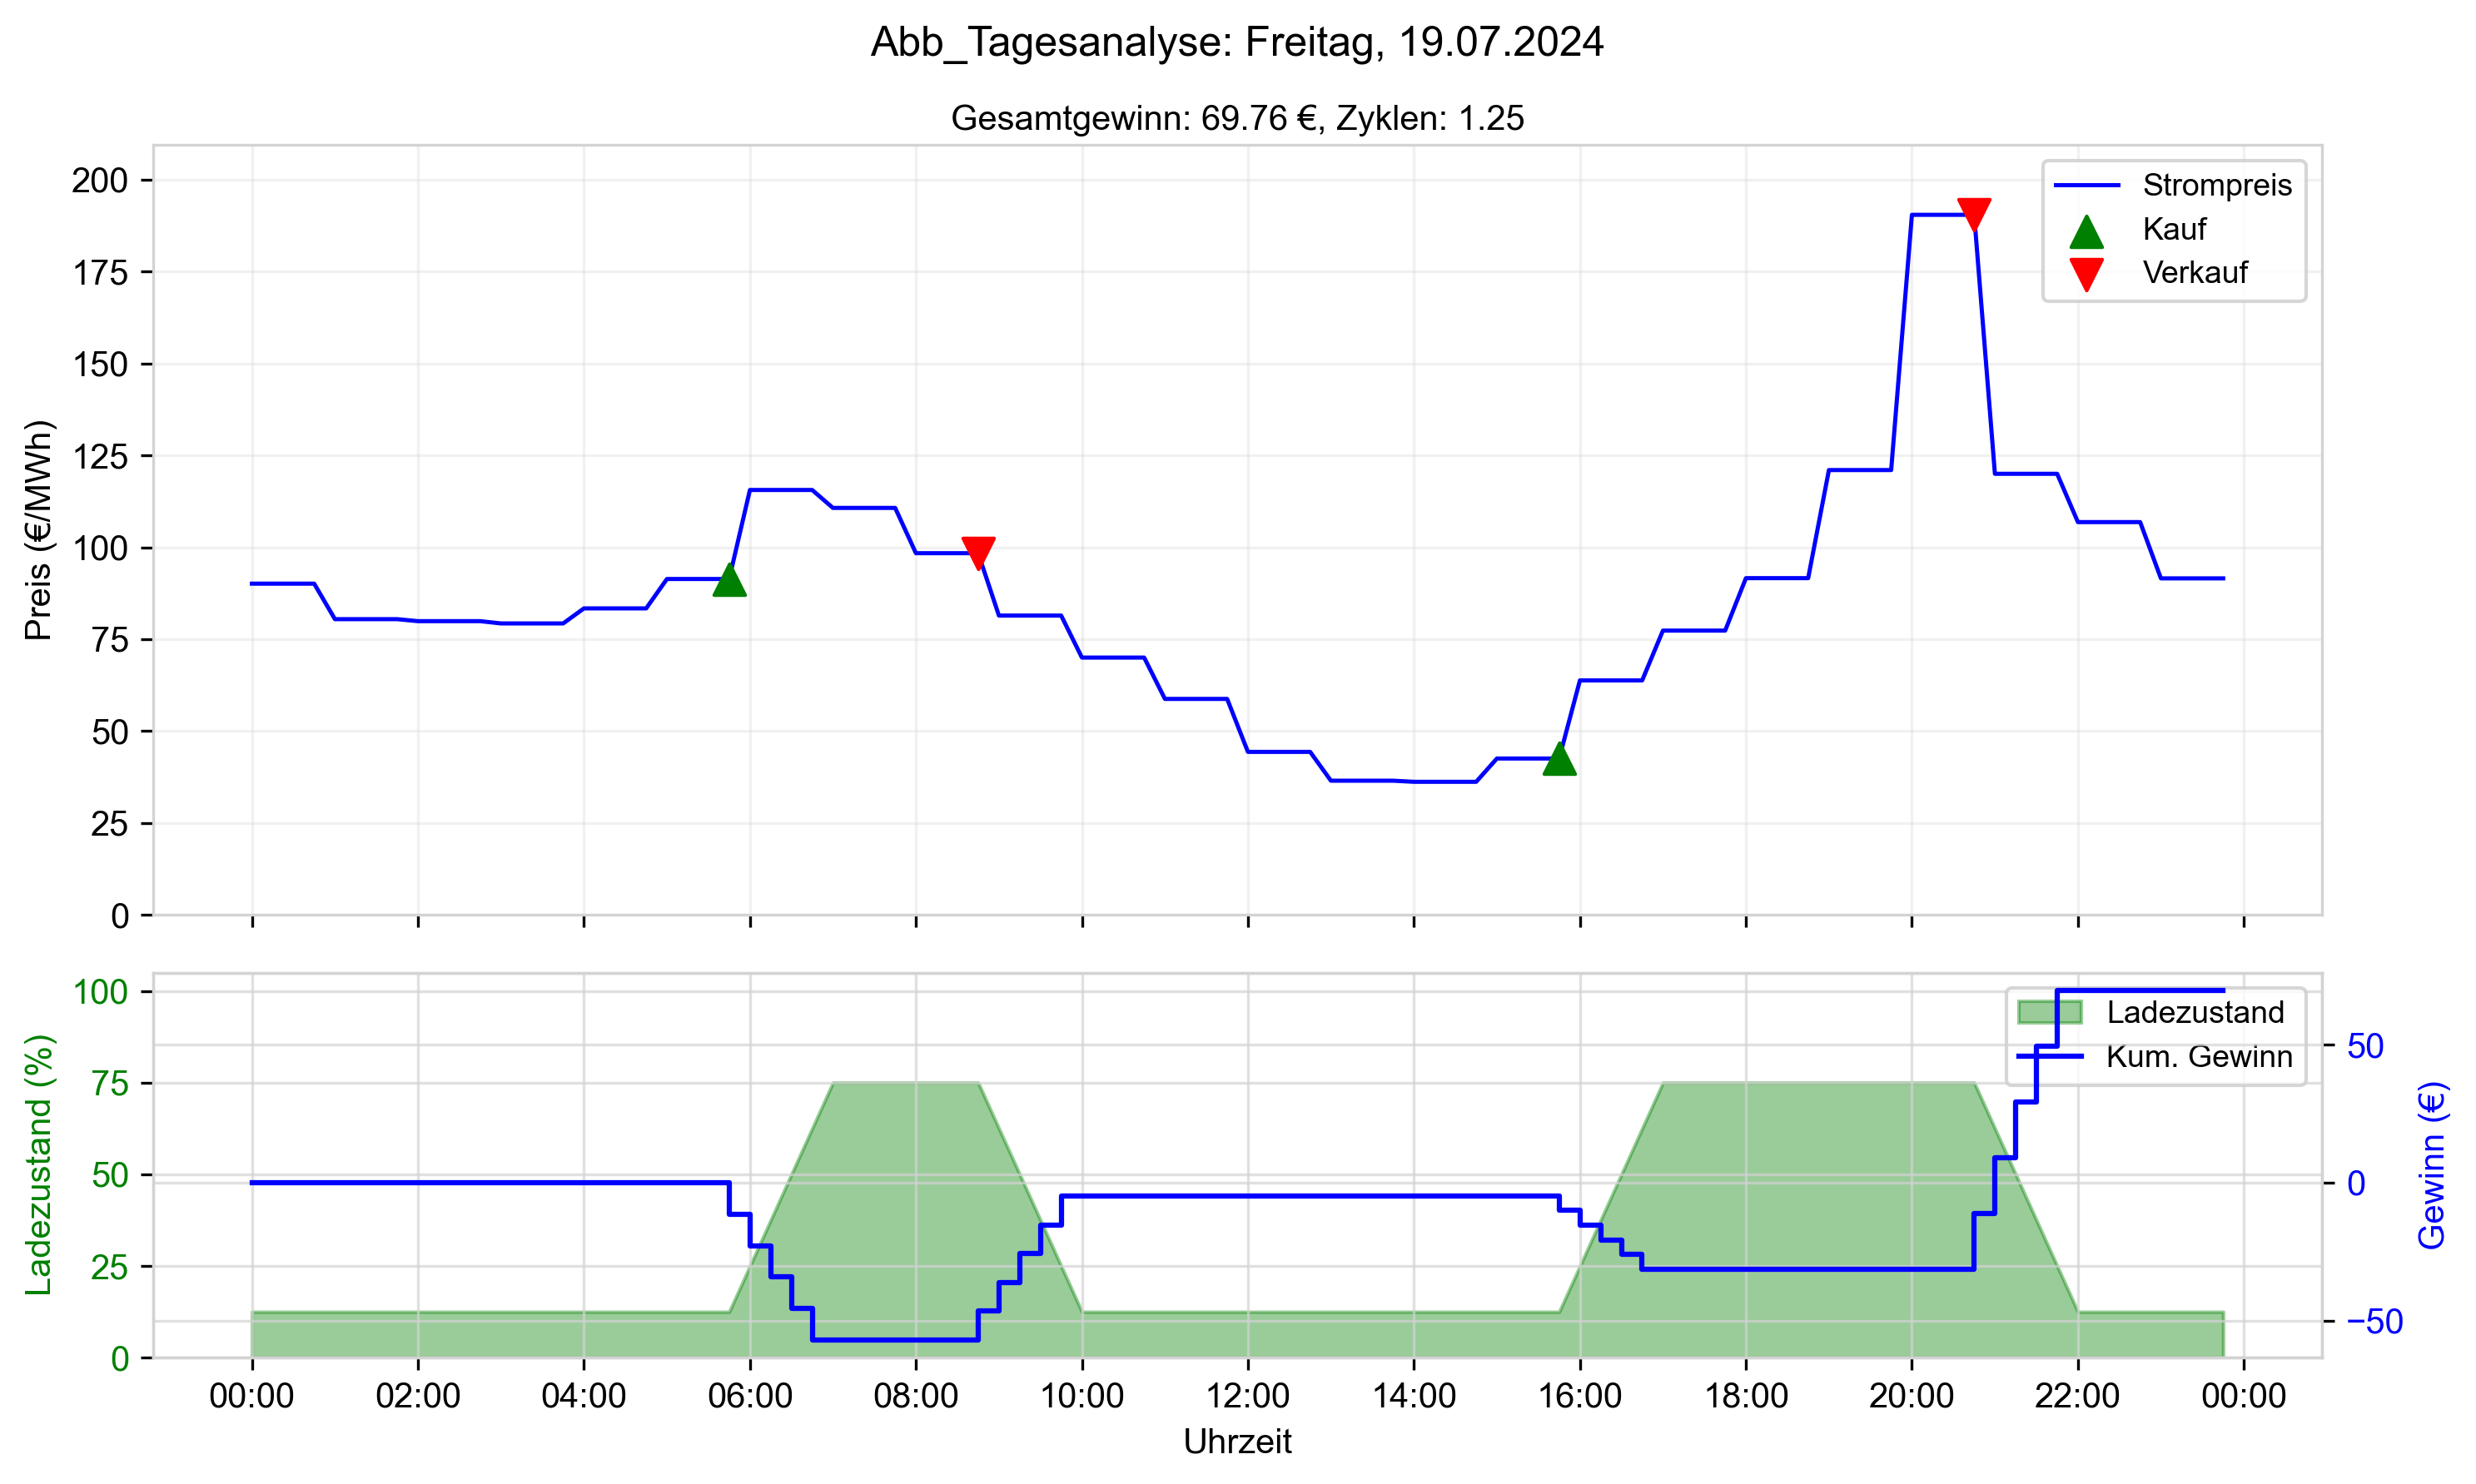 Abb_Tagesanalyse: Freitag, 19.07.2024
Gesamtgewinn: 69.76 €, Zyklen: 1.25
Preis (€/MWh)
200
175
150
125
100
75
50
25
0
Strompreis
Kauf
Verkauf
Ladezustand (%)
100
75
50
25
0
Ladezustand
Kum. Gewinn
50
0
−50
Gewinn (€)
00:00 02:00 04:00 06:00 08:00 10:00 12:00 14:00 16:00 18:00 20:00 22:00 00:00
Uhrzeit